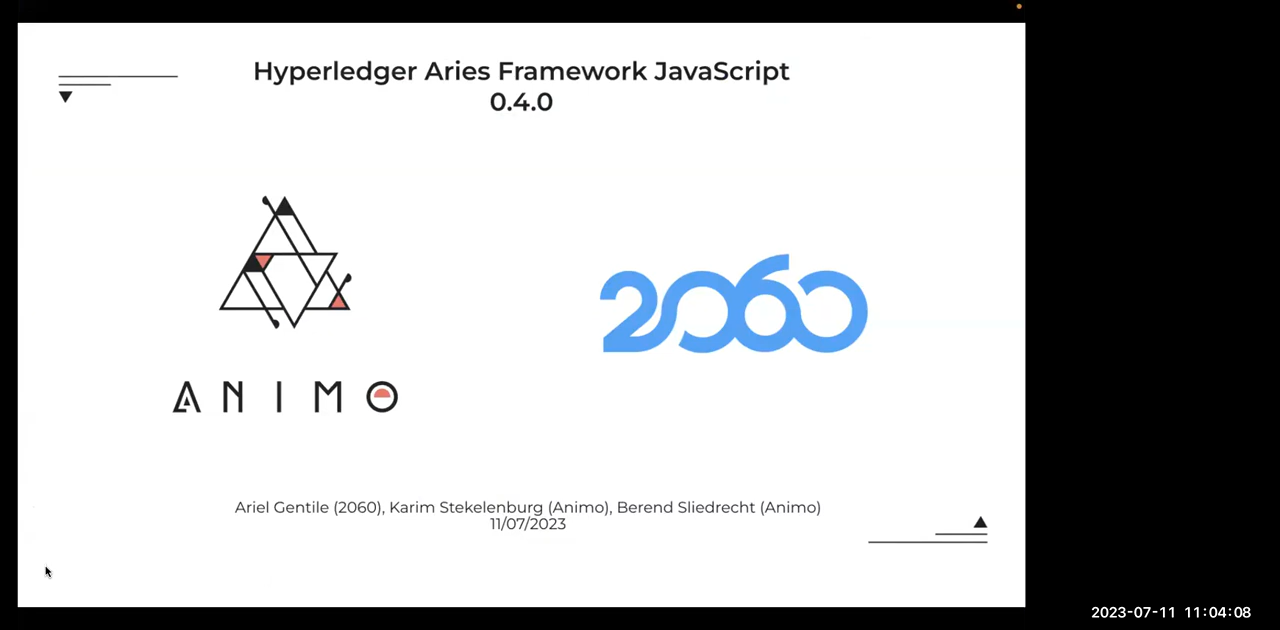 Hyperledger Aries Framework JavaScript
0.4.0
2060
ANIMO
Ariel Gentile (2060), Karim Stekelenburg (Animo), Berend Sliedrecht (Animo)
11/07/2023
2023-07-11 11:04:08